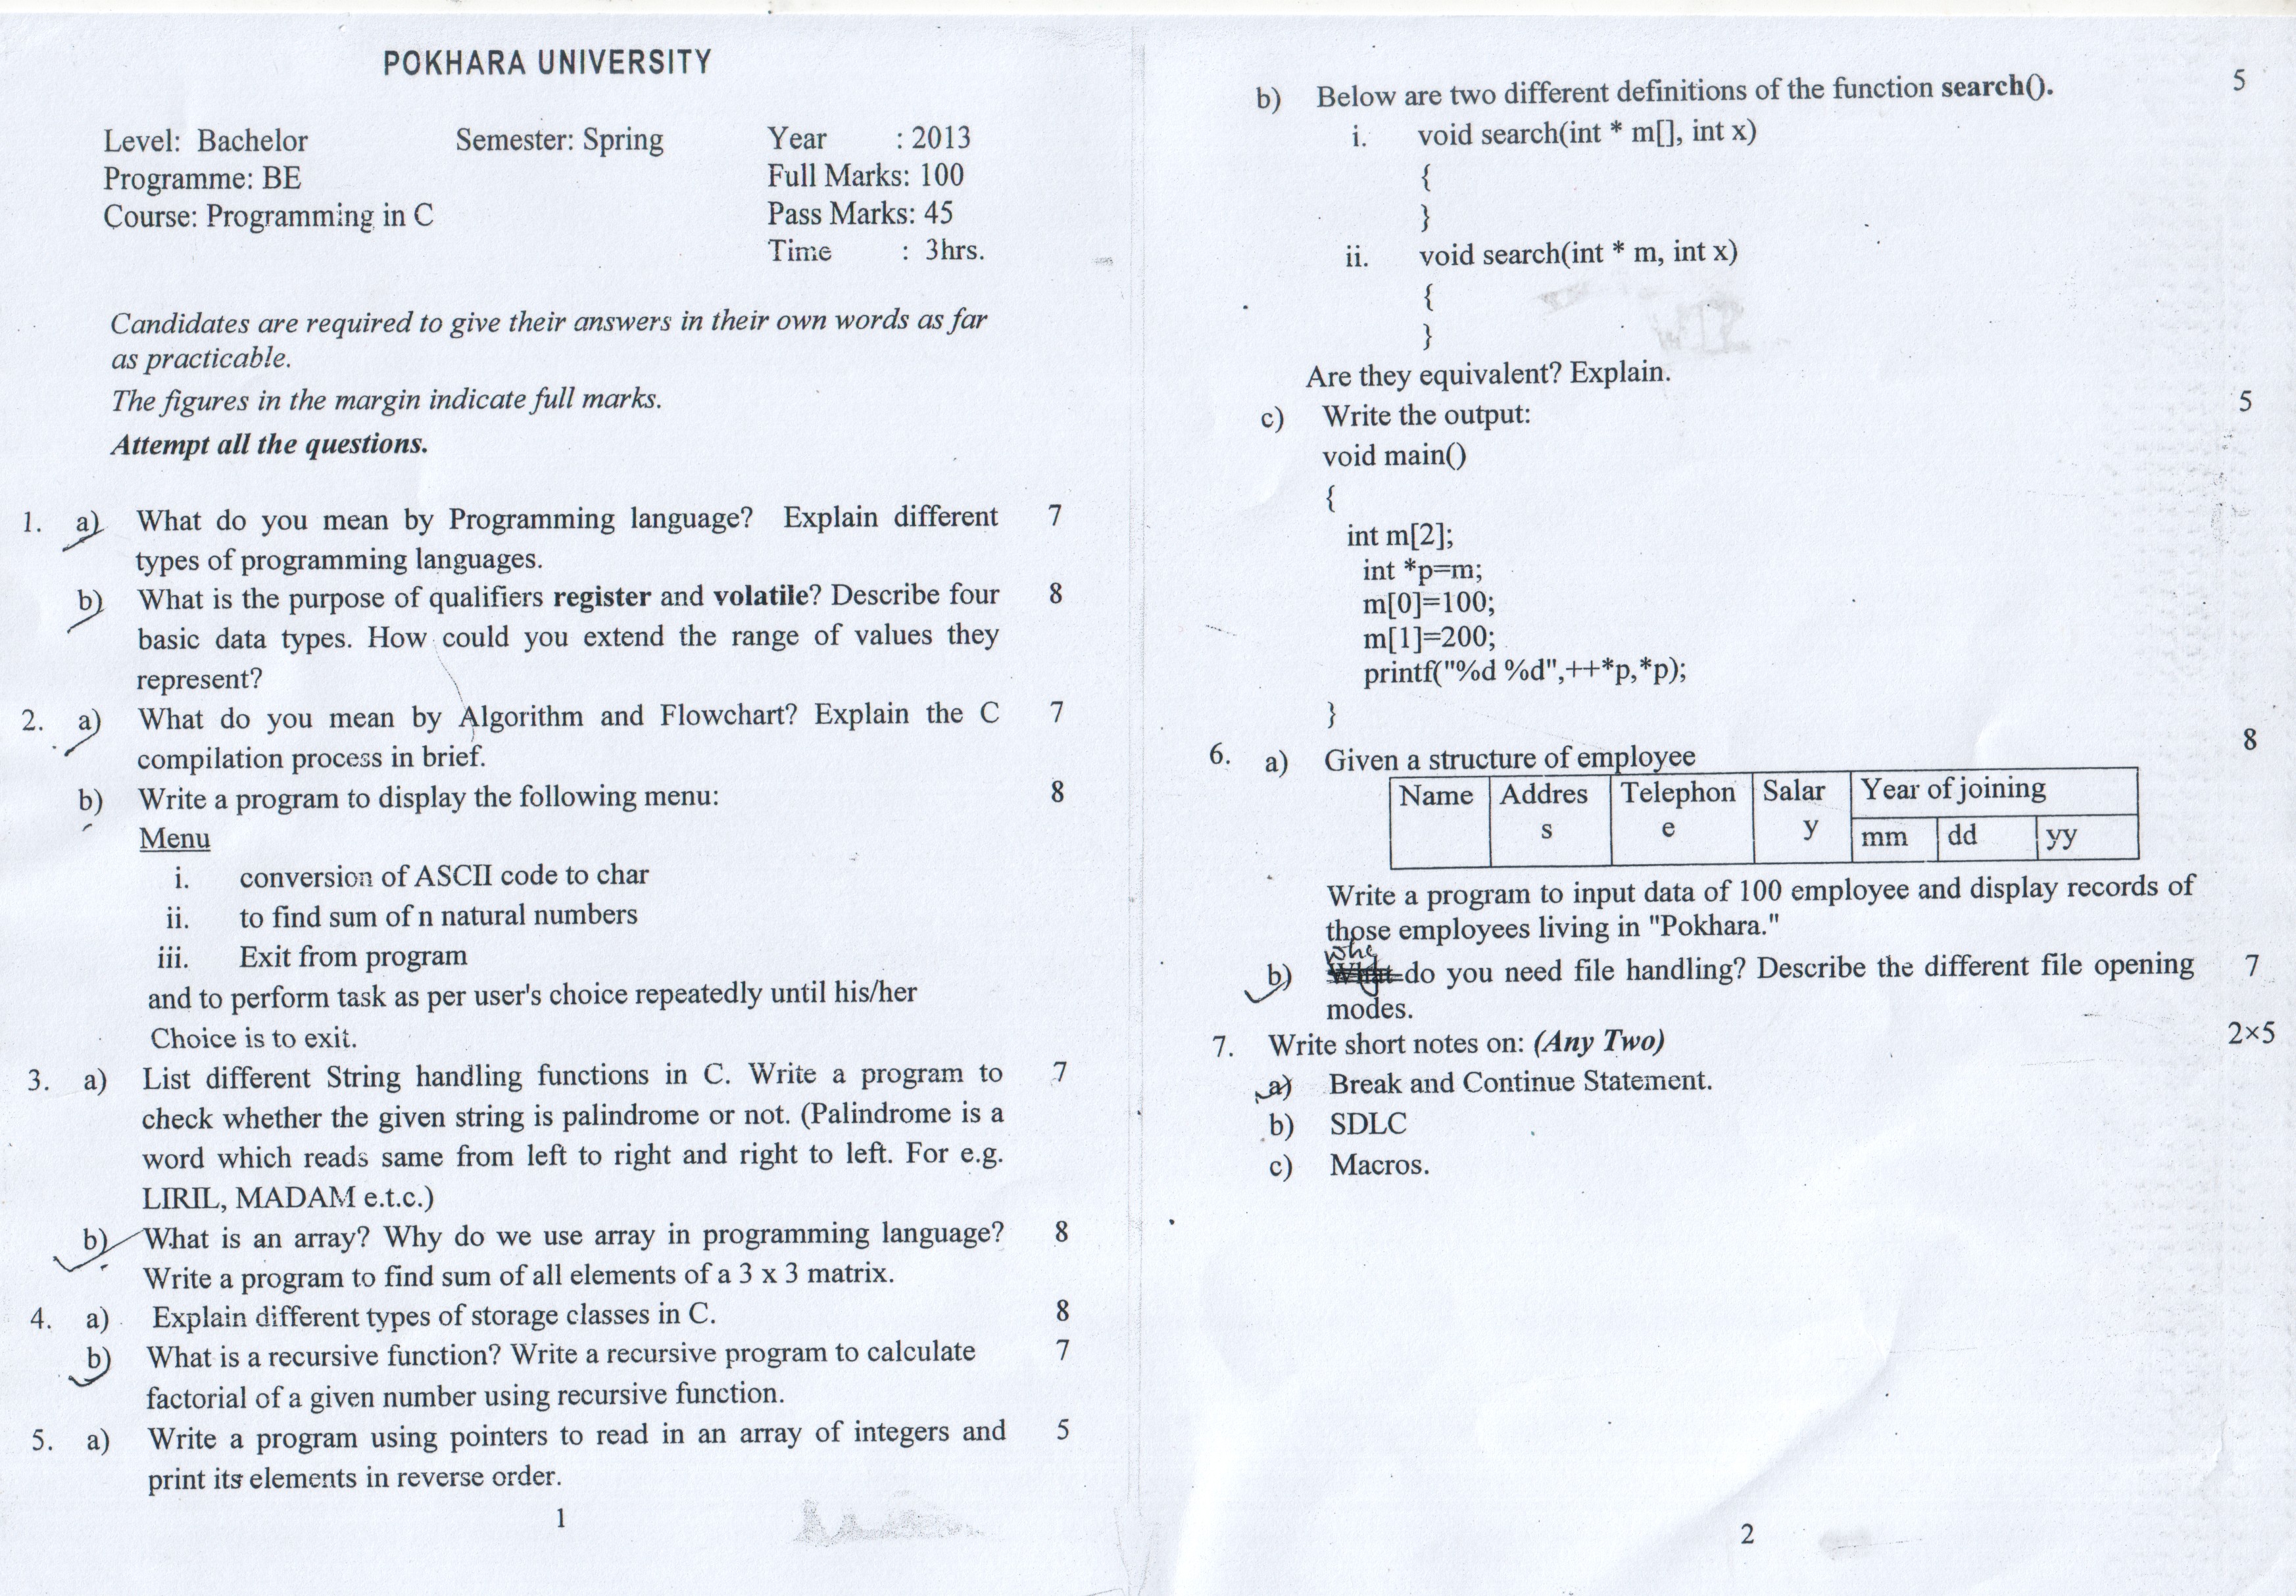 POKHARA UNIVERSITY
Level: Bachelor Semester: Spring Year : 2013
Programme: BE Full Marks: 100
Course: Programming in C Pass Marks: 45
Time : 3hrs.
Candidates are required to give their answers in their own words as far
as practicable.
The figures in the margin indicate full marks.
Attempt all the questions.
1. a) What do you mean by Programming language? Explain different 7
types of programming languages.
b) What is the purpose of qualifiers register and volatile? Describe four 8
basic data types. How could you extend the range of values they
represent?
2. a) What do you mean by Algorithm and Flowchart? Explain the C 7
compilation process in brief.
b) Write a program to display the following menu: 8
Menu
i. conversion of ASCII code to char
ii. to find sum of n natural numbers
iii. Exit from program
and to perform task as per user's choice repeatedly until his/her
Choice is to exit.
3. a) List different String handling functions in C. Write a program to 7
check whether the given string is palindrome or not. (Palindrome is a
word which reads same from left to right and right to left. For e.g.
LIRIL, MADAM e.t.c.)
b) What is an array? Why do we use array in programming language? 8
Write a program to find sum of all elements of a 3 x 3 matrix.
4. a) Explain different types of storage classes in C. 8
b) What is a recursive function? Write a recursive program to calculate 7
factorial of a given number using recursive function.
5. a) Write a program using pointers to read in an array of integers and 5
print its elements in reverse order.
1
b) Below are two different definitions of the function search(). 5
i. void search(int * m[], int x)
{
}
ii. void search(int * m, int x)
{
}
Are they equivalent? Explain.
c) Write the output: 5
void main()
{
int m[2];
int *p=m;
m[0]=100;
m[1]=200;
printf("%d %d",++*p,*p);
}
6. a) Given a structure of employee 8
Name Addres Telephon Salar Year of joining
s e y mm dd yy
Write a program to input data of 100 employee and display records of
those employees living in "Pokhara."
why
b) What do you need file handling? Describe the different file opening 7
modes.
7. Write short notes on: (Any Two) 2×5
a) Break and Continue Statement.
b) SDLC
c) Macros.
2